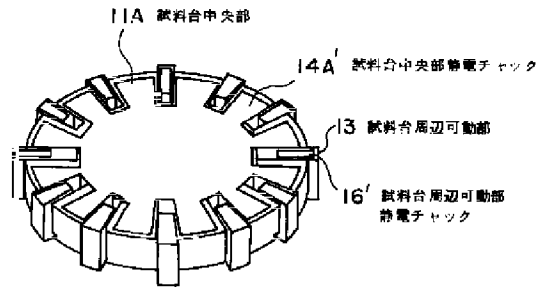 11A 試料台中央部
14A' 試料台中央部静電チャック
13 試料台周辺可動部
16' 試料台周辺可動部
静電チャック